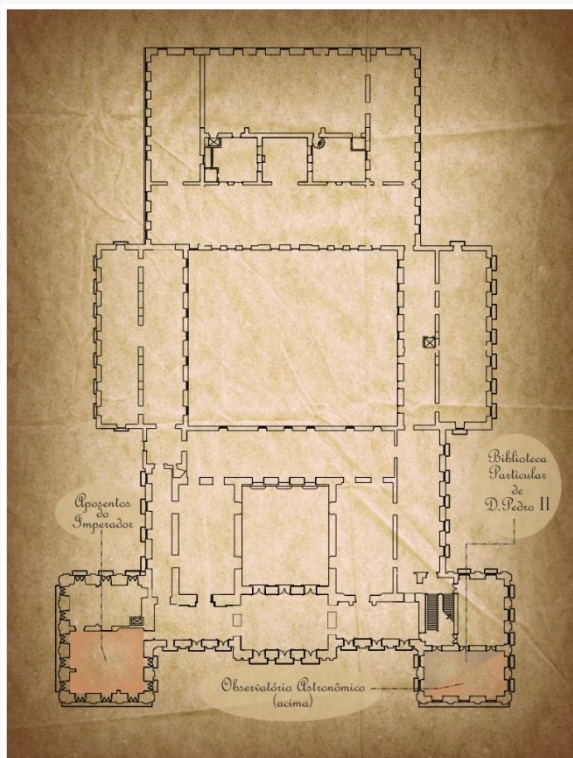 Biblioteca
Particular
de
D.Pedro II
Aposentos
do
Imperador
Observatório Astronômico
(acima)